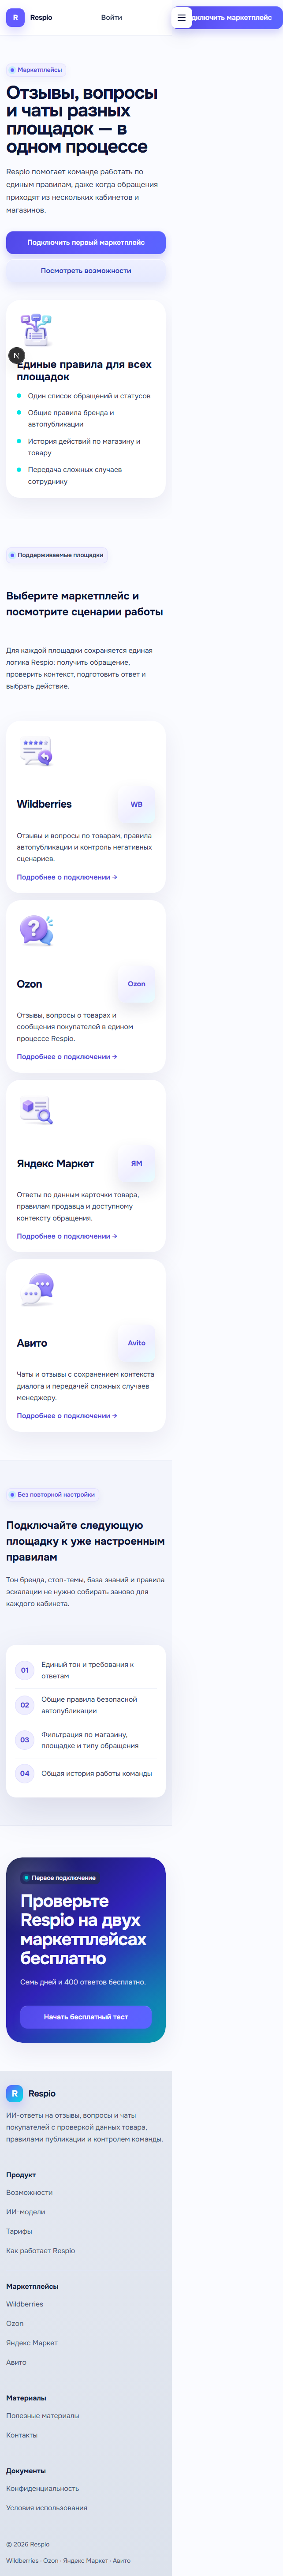 R Respio Войти Подключить маркетплейс
Маркетплейсы
Отзывы, вопросы
и чаты разных
площадок — в
одном процессе
Respio помогает команде работать по
единым правилам, даже когда обращения
приходят из нескольких кабинетов и
магазинов.
Подключить первый маркетплейс
Посмотреть возможности
N
Единые правила для всех
площадок
Один список обращений и статусов
Общие правила бренда и
автопубликации
История действий по магазину и
товару
Передача сложных случаев
сотруднику
Поддерживаемые площадки
Выберите маркетплейс и
посмотрите сценарии работы
Для каждой площадки сохраняется единая
логика Respio: получить обращение,
проверить контекст, подготовить ответ и
выбрать действие.
Wildberries WB
Отзывы и вопросы по товарам, правила
автопубликации и контроль негативных
сценариев.
Подробнее о подключении →
Ozon Ozon
Отзывы, вопросы о товарах и
сообщения покупателей в едином
процессе Respio.
Подробнее о подключении →
Яндекс Маркет ЯМ
Ответы по данным карточки товара,
правилам продавца и доступному
контексту обращения.
Подробнее о подключении →
Авито Avito
Чаты и отзывы с сохранением контекста
диалога и передачей сложных случаев
менеджеру.
Подробнее о подключении →
Без повторной настройки
Подключайте следующую
площадку к уже настроенным
правилам
Тон бренда, стоп-темы, база знаний и правила
эскалации не нужно собирать заново для
каждого кабинета.
01 Единый тон и требования к
ответам
02 Общие правила безопасной
автопубликации
03 Фильтрация по магазину,
площадке и типу обращения
04 Общая история работы команды
Первое подключение
Проверьте
Respio на двух
маркетплейсах
бесплатно
Семь дней и 400 ответов бесплатно.
Начать бесплатный тест
R Respio
ИИ-ответы на отзывы, вопросы и чаты
покупателей с проверкой данных товара,
правилами публикации и контролем команды.
Продукт
Возможности
ИИ-модели
Тарифы
Как работает Respio
Маркетплейсы
Wildberries
Ozon
Яндекс Маркет
Авито
Материалы
Полезные материалы
Контакты
Документы
Конфиденциальность
Условия использования
© 2026 Respio
Wildberries · Ozon · Яндекс Маркет · Авито